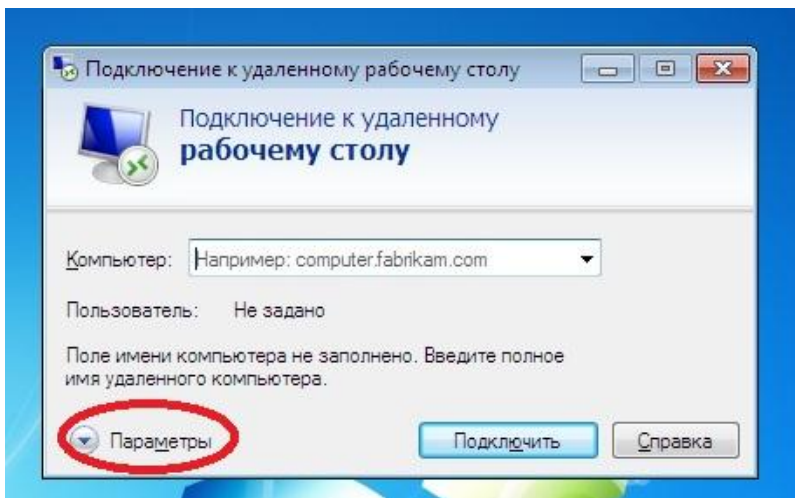 Подключение к удаленному рабочему столу
Подключение к удаленному
рабочему столу
Компьютер: Например: computer.fabrikam.com
Пользователь: Не задано
Поле имени компьютера не заполнено. Введите полное
имя удаленного компьютера.
Параметры Подключить Справка